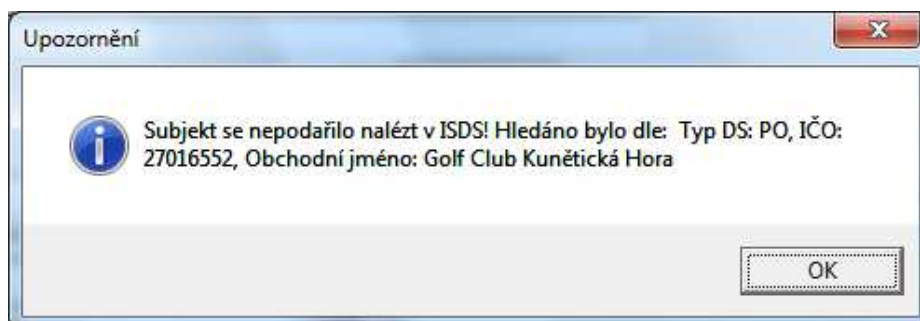 Upozornění
Subjekt se nepodařilo nalézt v ISDS! Hledáno bylo dle:  Typ DS: PO, IČO:
27016552, Obchodní jméno: Golf Club Kunětická Hora
OK